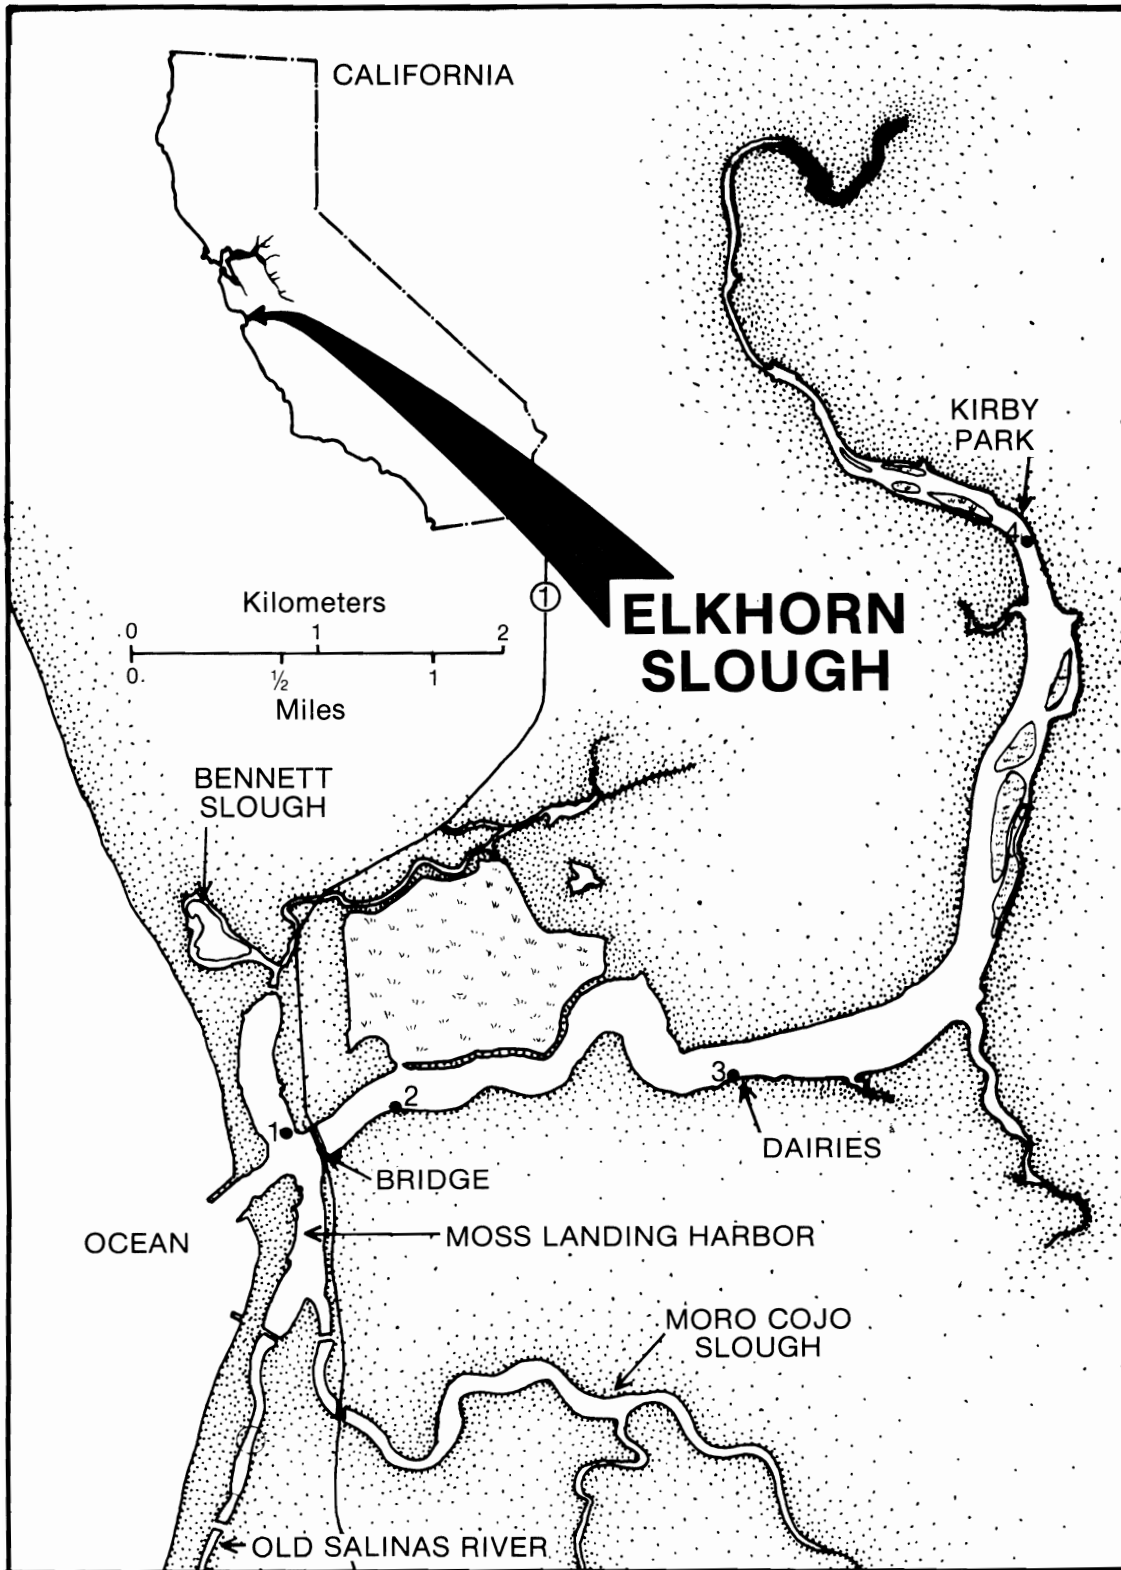 CALIFORNIA
KIRBY
PARK
4
1
ELKHORN
SLOUGH
Kilometers
0 1 2
0. ½ 1
Miles
BENNETT
SLOUGH
3
2
1
DAIRIES
BRIDGE
OCEAN
MOSS LANDING HARBOR
MORO COJO
SLOUGH
OLD SALINAS RIVER